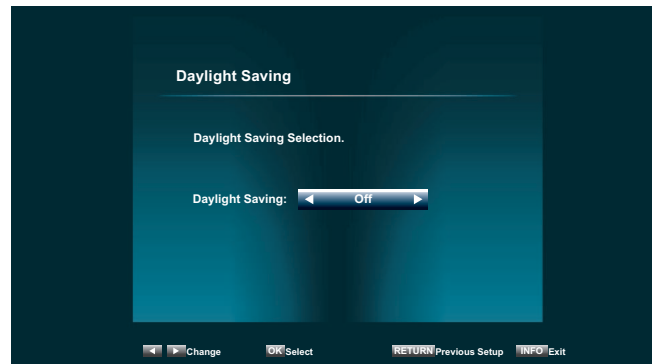 Daylight Saving
Daylight Saving Selection.
Daylight Saving: ◀ Off ▶
◀ ▶ Change OK Select RETURN Previous Setup INFO Exit